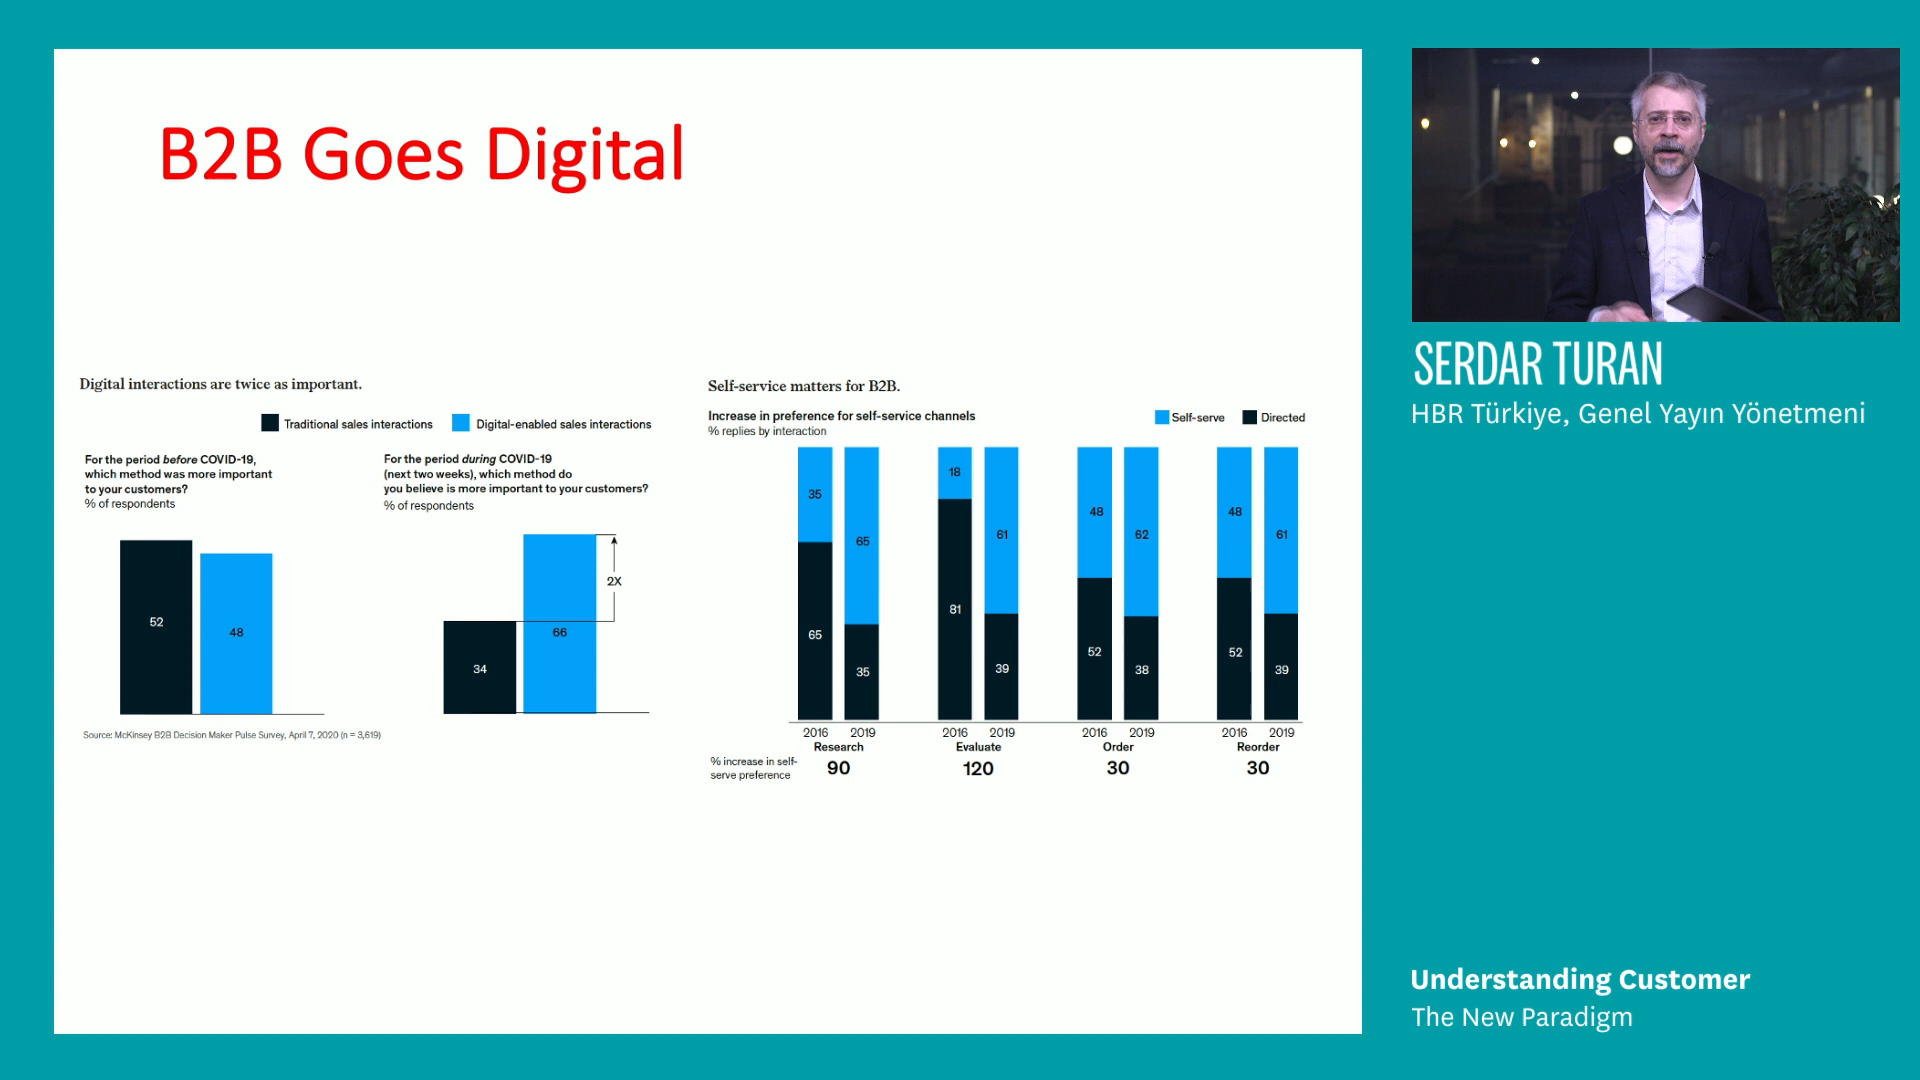 B2B Goes Digital
Digital interactions are twice as important.
Traditional sales interactions
Digital-enabled sales interactions
For the period before COVID-19,
which method was more important
to your customers?
% of respondents
52
48
For the period during COVID-19
(next two weeks), which method do
you believe is more important to your customers?
% of respondents
34
66
2X
Source: McKinsey B2B Decision Maker Pulse Survey, April 7, 2020 (n = 3,619)
Self-service matters for B2B.
Increase in preference for self-service channels
% replies by interaction
Self-serve
Directed
35
65
18
61
48
62
48
61
65
35
81
39
52
38
52
39
2016 2019 2016 2019 2016 2019 2016 2019
Research Evaluate Order Reorder
% increase in self-
serve preference
90 120 30 30
SERDAR TURAN
HBR Türkiye, Genel Yayın Yönetmeni
Understanding Customer
The New Paradigm